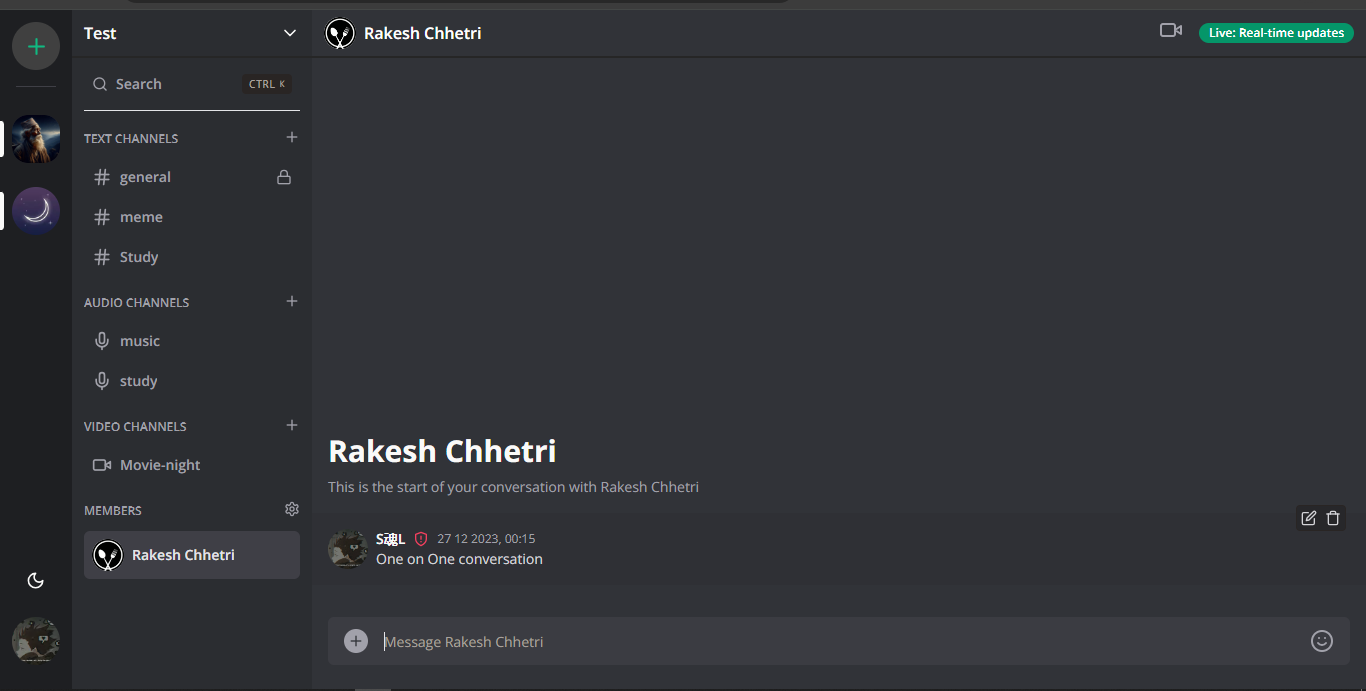 Test
Search CTRL K
TEXT CHANNELS
general
meme
Study
AUDIO CHANNELS
music
study
VIDEO CHANNELS
Movie-night
MEMBERS
Rakesh Chhetri
Rakesh Chhetri
Live: Real-time updates
Rakesh Chhetri
This is the start of your conversation with Rakesh Chhetri
S魂L 27 12 2023, 00:15
One on One conversation
Message Rakesh Chhetri